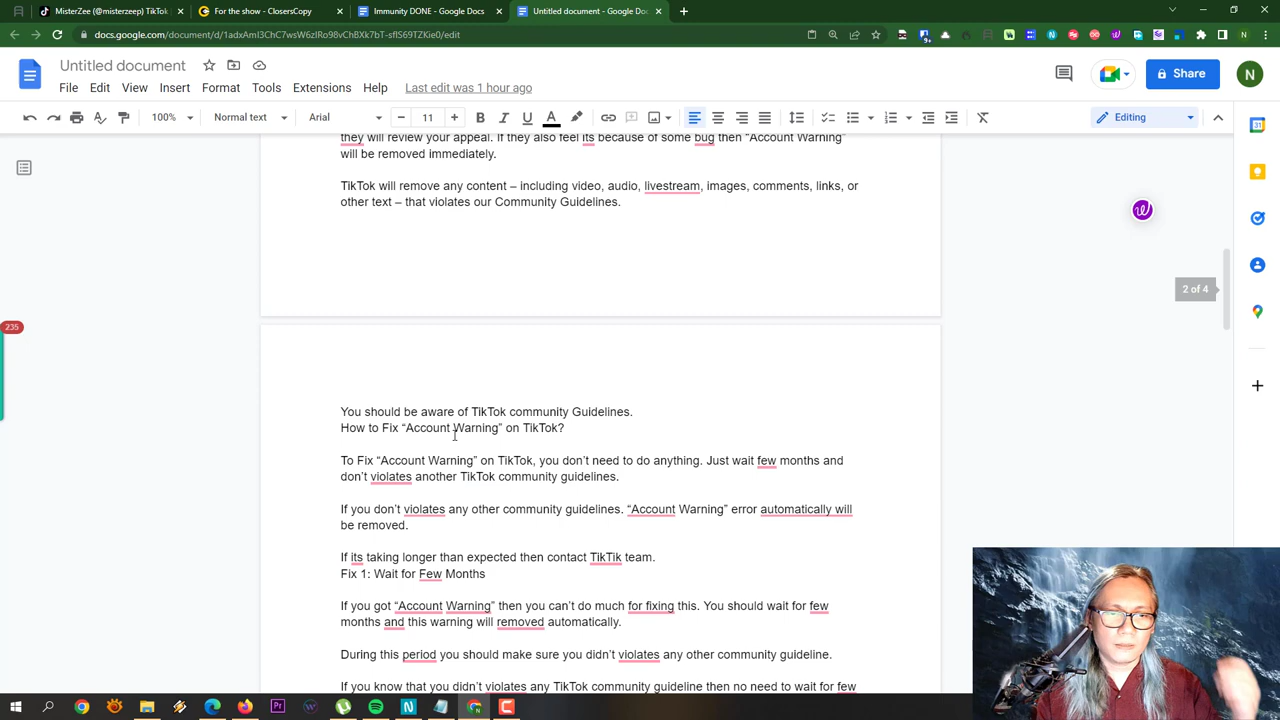 MisterZee (@misterzeep) TikTok
For the show - ClosersCopy
Immunity DONE - Google Docs
Untitled document - Google Doc
docs.google.com/document/d/1adxAmI3ChC7wsW6zIRo98vChBXk7bT-sfIS69TZKie0/edit
Untitled document
File Edit View Insert Format Tools Extensions Help Last edit was 1 hour ago
Share
N
100% Normal text Arial 11 Editing
they will review your appeal. If they also feel its because of some bug then “Account Warning”
will be removed immediately.
TikTok will remove any content – including video, audio, livestream, images, comments, links, or
other text – that violates our Community Guidelines.
2 of 4
235
You should be aware of TikTok community Guidelines.
How to Fix “Account Warning” on TikTok?
To Fix “Account Warning” on TikTok, you don’t need to do anything. Just wait few months and
don’t violates another TikTok community guidelines.
If you don’t violates any other community guidelines. “Account Warning” error automatically will
be removed.
If its taking longer than expected then contact TikTik team.
Fix 1: Wait for Few Months
If you got “Account Warning” then you can’t do much for fixing this. You should wait for few
months and this warning will removed automatically.
During this period you should make sure you didn’t violates any other community guideline.
If you know that you didn’t violates any TikTok community guideline then no need to wait for few